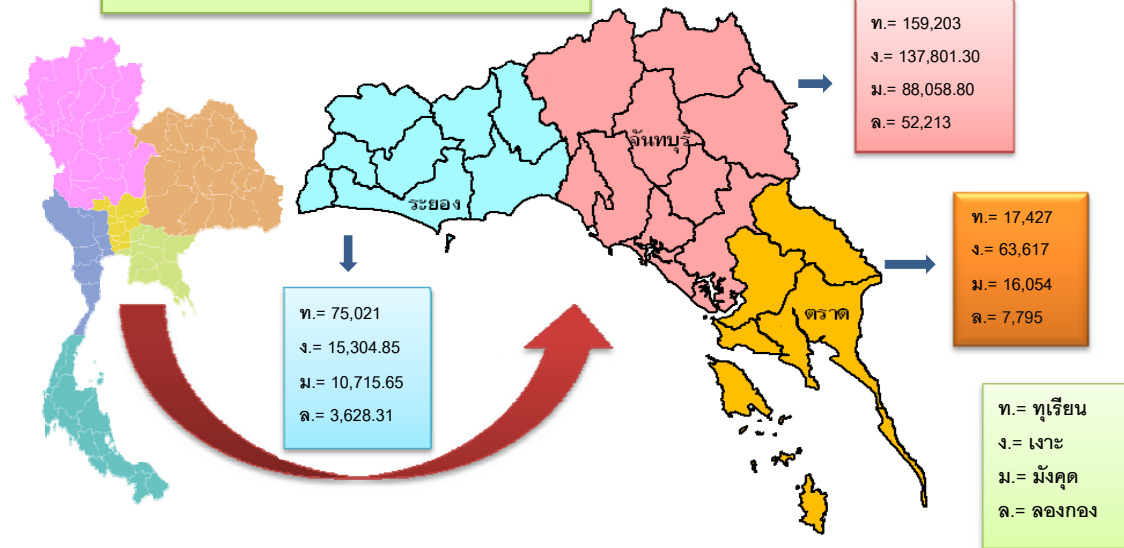 ท.= 159,203
ง.= 137,801.30
ม.= 88,058.80
ล.= 52,213
จันทบุรี
ระยอง
ท.= 17,427
ง.= 63,617
ม.= 16,054
ล.= 7,795
ตราด
ท.= 75,021
ง.= 15,304.85
ม.= 10,715.65
ล.= 3,628.31
ท.= ทุเรียน
ง.= เงาะ
ม.= มังคุด
ล.= ลองกอง